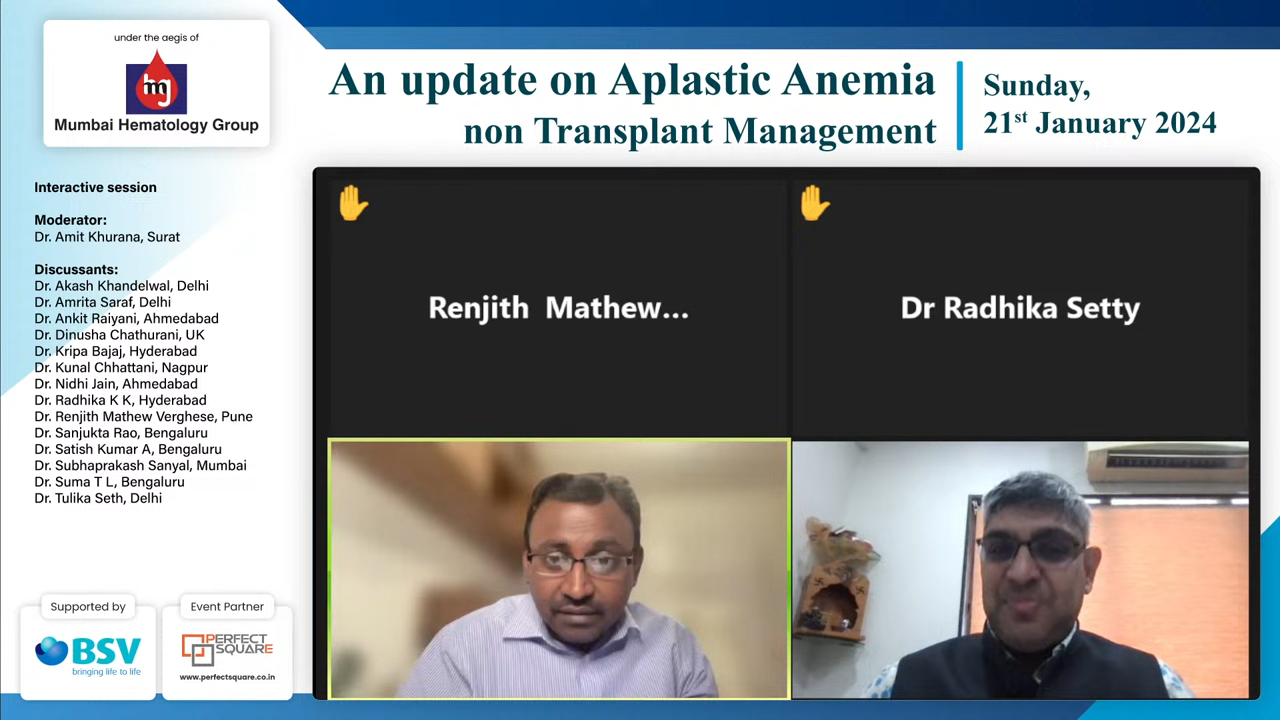 under the aegis of
hg
Mumbai Hematology Group
An update on Aplastic Anemia
non Transplant Management
Sunday,
21st January 2024
Interactive session
Moderator:
Dr. Amit Khurana, Surat
Discussants:
Dr. Akash Khandelwal, Delhi
Dr. Amrita Saraf, Delhi
Dr. Ankit Raiyani, Ahmedabad
Dr. Dinusha Chathurani, UK
Dr. Kripa Bajaj, Hyderabad
Dr. Kunal Chhattani, Nagpur
Dr. Nidhi Jain, Ahmedabad
Dr. Radhika K K, Hyderabad
Dr. Renjith Mathew Verghese, Pune
Dr. Sanjukta Rao, Bengaluru
Dr. Satish Kumar A, Bengaluru
Dr. Subhaprakash Sanyal, Mumbai
Dr. Suma T L, Bengaluru
Dr. Tulika Seth, Delhi
Renjith Mathew...
Dr Radhika Setty
Supported by
BSV
bringing life to life
Event Partner
PERFECT
SQUARE
www.perfectsquare.co.in